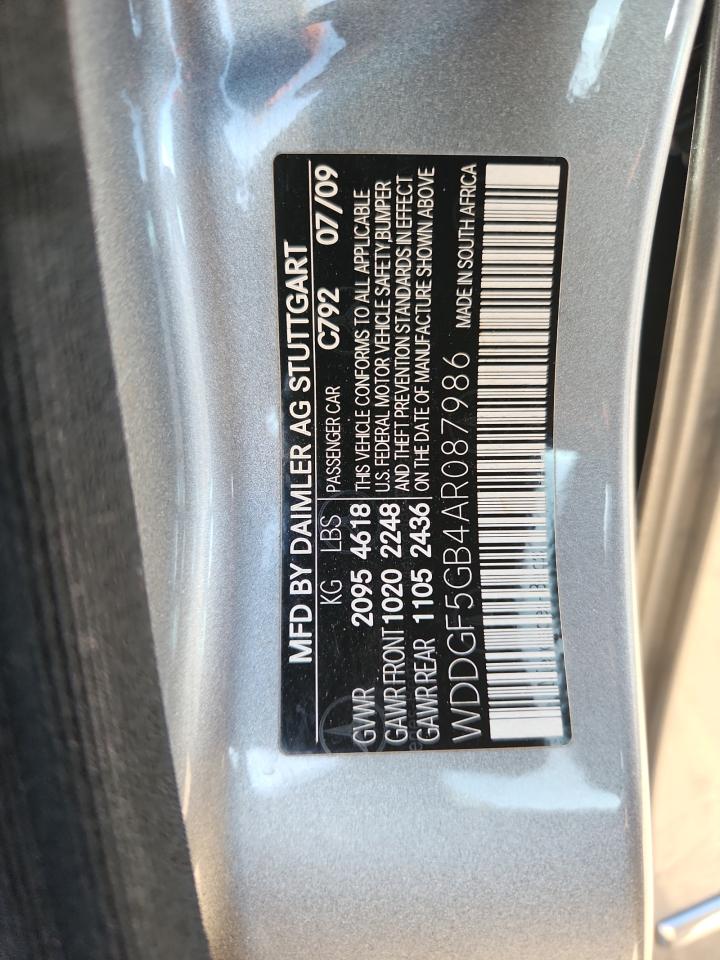 MFD BY DAIMLER AG STUTTGART
KG LBS PASSENGER CAR C792 07/09
GVWR 2095 4618 THIS VEHICLE CONFORMS TO ALL APPLICABLE
GAWR FRONT 1020 2248 U.S. FEDERAL MOTOR VEHICLE SAFETY, BUMPER
GAWR REAR 1105 2436 AND THEFT PREVENTION STANDARDS IN EFFECT
ON THE DATE OF MANUFACTURE SHOWN ABOVE
WDDGF5GB4AR087986 MADE IN SOUTH AFRICA